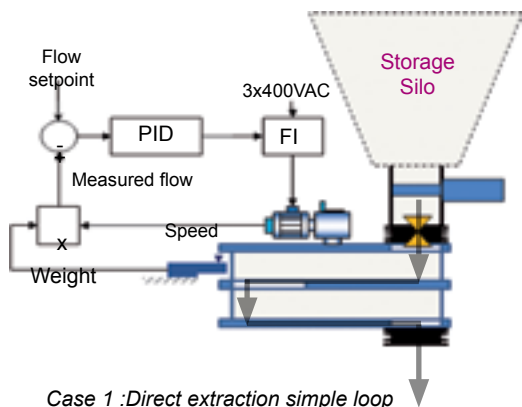 Flow
setpoint
Storage
Silo
3x400VAC
PID
FI
-
+
Measured flow
x
Speed
Weight
Case 1 :Direct extraction simple loop